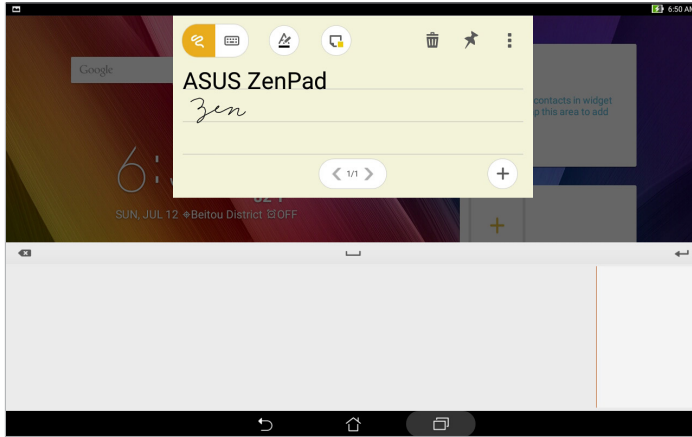 6:50 AM
Google
ASUS ZenPad
Zen
contacts in widget
p this area to add
1/1
6:
SUN, JUL 12 Beitou District OFF